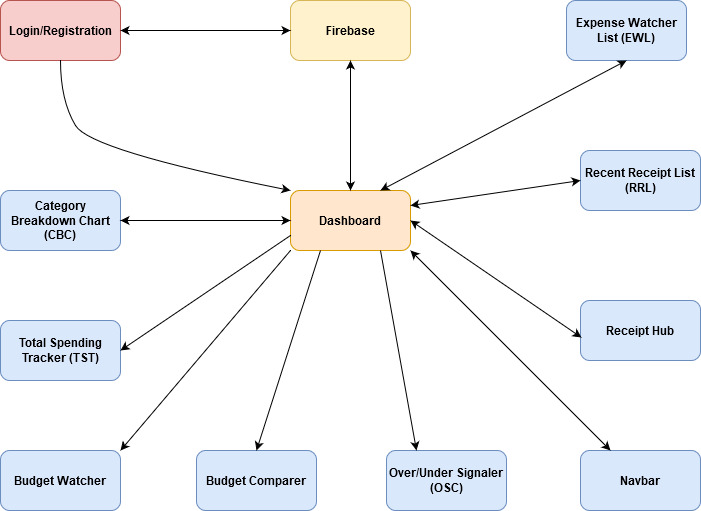 Login/Registration
Firebase
Expense Watcher
List (EWL)
Recent Receipt List
(RRL)
Category
Breakdown Chart
(CBC)
Dashboard
Receipt Hub
Total Spending
Tracker (TST)
Budget Watcher
Budget Comparer
Over/Under Signaler
(OSC)
Navbar